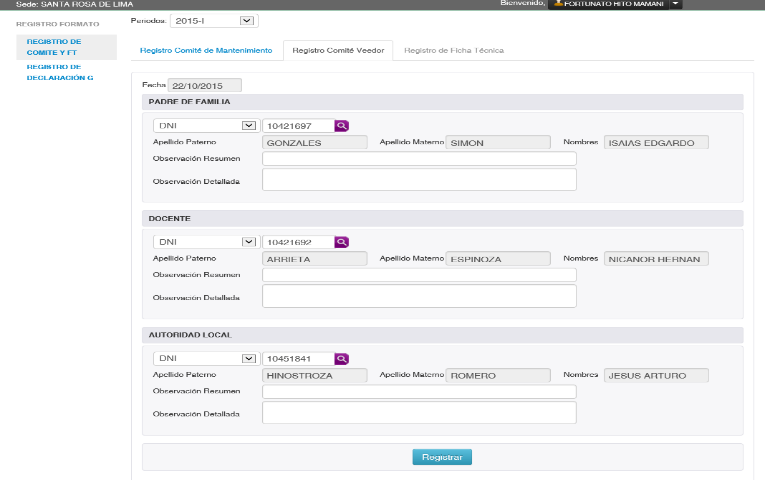 Sede: SANTA ROSA DE LIMA
Bienvenido, FORTUNATO HITO MAMANI
REGISTRO FORMATO
REGISTRO DE
COMITE Y FT
REGISTRO DE
DECLARACIÓN G
Periodos: 2015-I
Registro Comité de Mantenimiento Registro Comité Veedor Registro de Ficha Técnica
Fecha 22/10/2015
PADRE DE FAMILIA
DNI 10421697
Apellido Paterno GONZALES Apellido Materno SIMON Nombres ISAIAS EDGARDO
Observación Resumen
Observación Detallada
DOCENTE
DNI 10421692
Apellido Paterno ARRIETA Apellido Materno ESPINOZA Nombres NICANOR HERNAN
Observación Resumen
Observación Detallada
AUTORIDAD LOCAL
DNI 10451841
Apellido Paterno HINOSTROZA Apellido Materno ROMERO Nombres JESUS ARTURO
Observación Resumen
Observación Detallada
Registrar